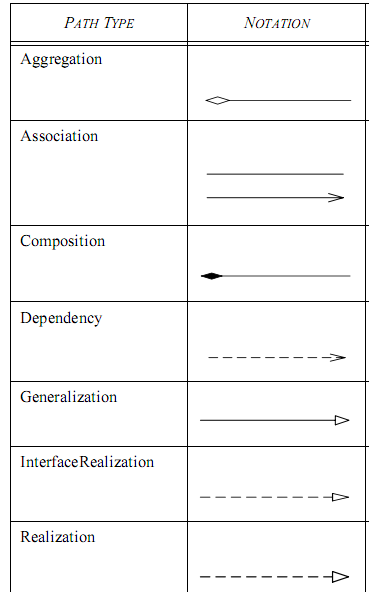 PATH TYPE NOTATION
Aggregation
Association
Composition
Dependency
Generalization
InterfaceRealization
Realization